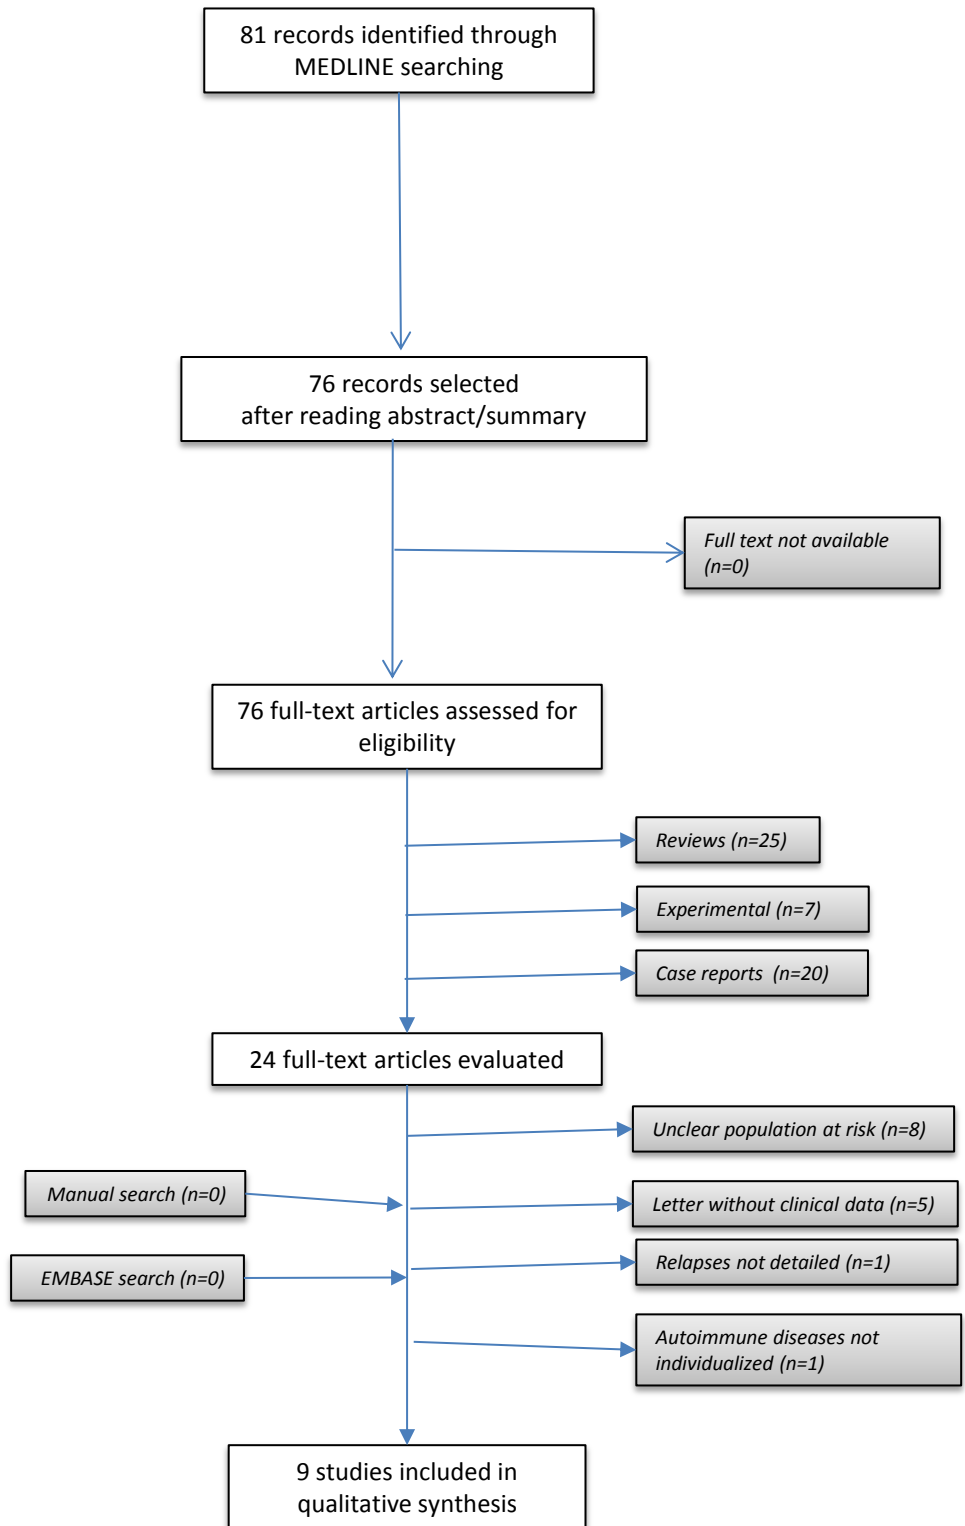 81 records identified through
MEDLINE searching
76 records selected
after reading abstract/summary
Full text not available
(n=0)
76 full-text articles assessed for
eligibility
Reviews (n=25)
Experimental (n=7)
Case reports (n=20)
24 full-text articles evaluated
Unclear population at risk (n=8)
Manual search (n=0)
Letter without clinical data (n=5)
EMBASE search (n=0)
Relapses not detailed (n=1)
Autoimmune diseases not
individualized (n=1)
9 studies included in
qualitative synthesis